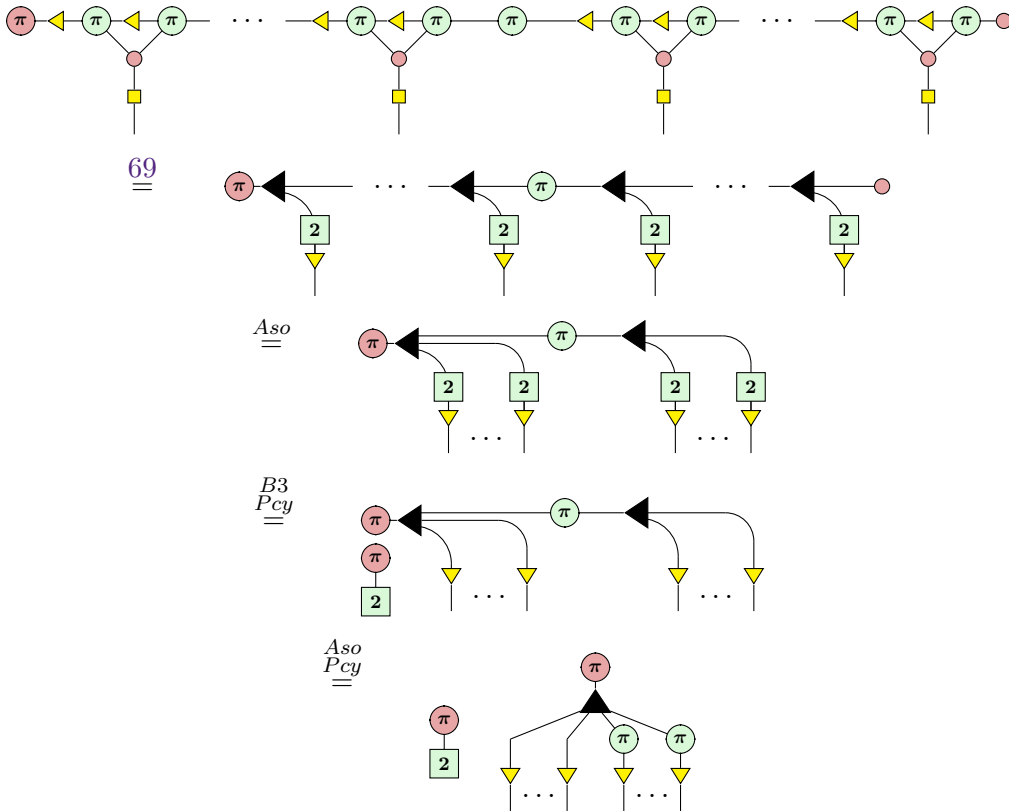 π π π ··· π π π π π ··· π π
69
=
π ··· π ···
2 2 2 2
Aso
=
π π
2 2 2 2
··· ···
B3
Pcy
=
π π
π
2 ··· ···
Aso
Pcy
=
π
π π π
2
··· ···